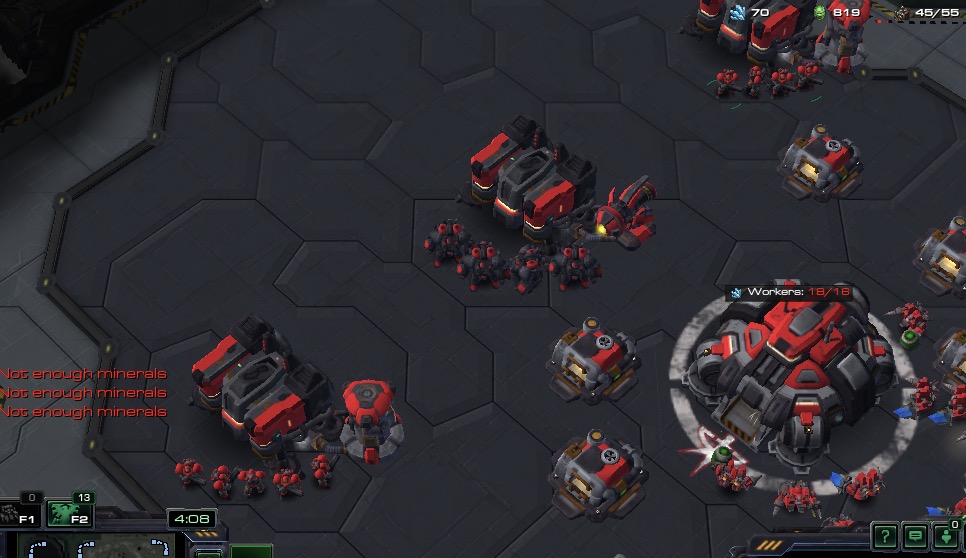 70 819 45/55
Workers: 18/16
Not enough minerals
Not enough minerals
Not enough minerals
0 F1
13 F2
4:08
? 0